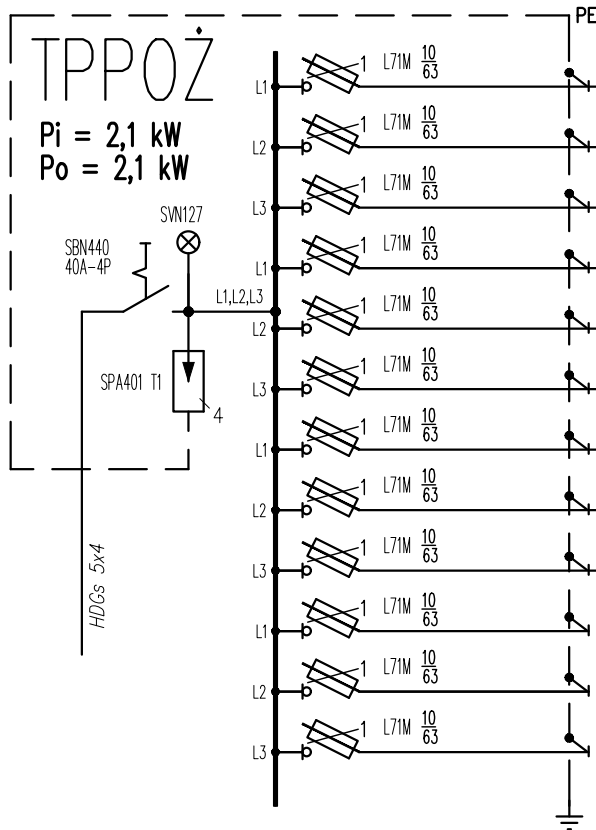 PE
TPPOŻ
Pi = 2,1 kW
Po = 2,1 kW
SVN127
SBN440
40A-4P
L1,L2,L3
SPA401 T1
4
HDGs 5x4
L1 1 L71M 10/63
L2 1 L71M 10/63
L3 1 L71M 10/63
L1 1 L71M 10/63
L2 1 L71M 10/63
L3 1 L71M 10/63
L1 1 L71M 10/63
L2 1 L71M 10/63
L3 1 L71M 10/63
L1 1 L71M 10/63
L2 1 L71M 10/63
L3 1 L71M 10/63